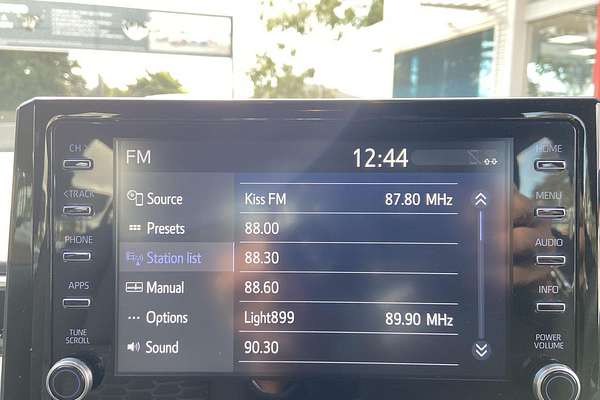 FM
12:44
CH >
<TRACK
PHONE
APPS
TUNE
SCROLL
Source
Presets
Station list
Manual
Options
Sound
Kiss FM 87.80 MHz
88.00
88.30
88.60
Light899 89.90 MHz
90.30
HOME
MENU
AUDIO
INFO
POWER
VOLUME